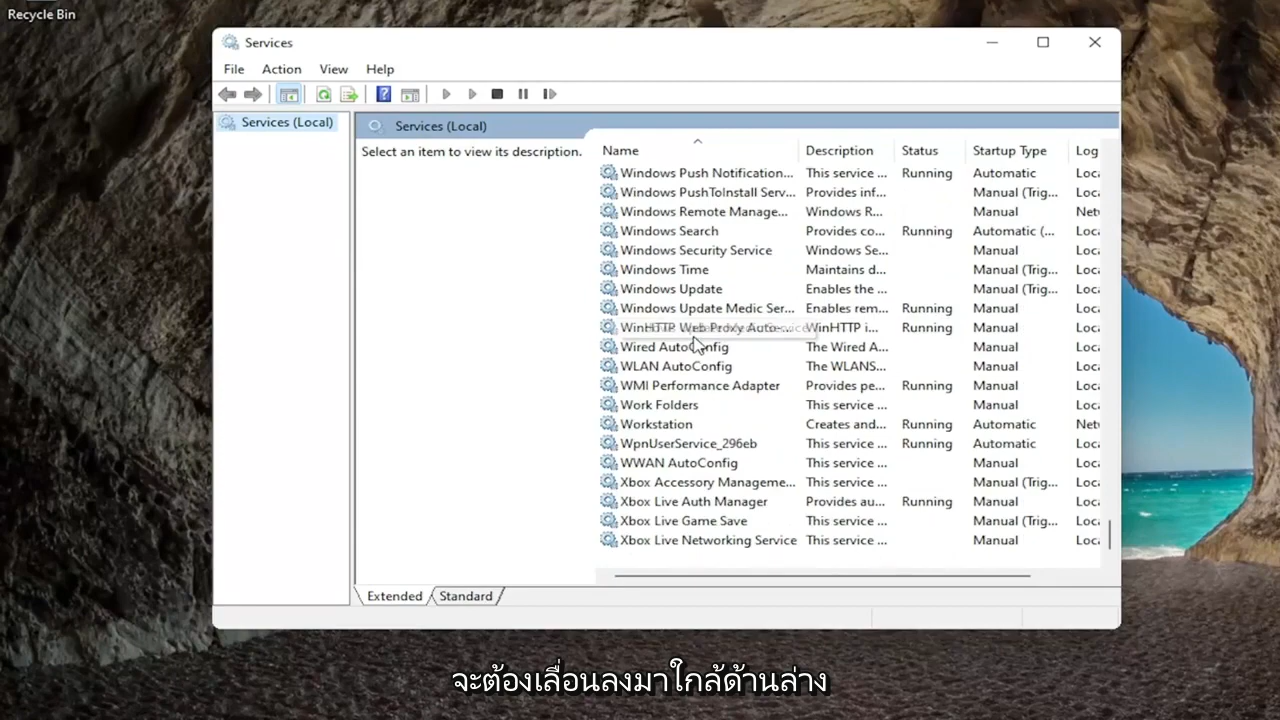 Recycle Bin
Services
File Action View Help
Services (Local)
Services (Local)
Select an item to view its description.
Name Description Status Startup Type Log
Windows Push Notification... This service ... Running Automatic Loca
Windows PushToInstall Serv... Provides inf... Manual (Trig... Loca
Windows Remote Manage... Windows R... Manual Net
Windows Search Provides co... Running Automatic (... Loca
Windows Security Service Windows Se... Manual Loca
Windows Time Maintains d... Manual (Trig... Loca
Windows Update Enables the ... Manual (Trig... Loca
Windows Update Medic Ser... Enables rem... Running Manual Loca
WinHTTP Web Proxy Auto-... WinHTTP i... Running Manual Loca
Wired AutoConfig The Wired A... Manual Loca
WLAN AutoConfig The WLANS... Manual Loca
WMI Performance Adapter Provides pe... Running Manual Loca
Work Folders This service ... Manual Loca
Workstation Creates and... Running Automatic Net
WpnUserService_296eb This service ... Running Automatic Loca
WWAN AutoConfig This service ... Manual Loca
Xbox Accessory Manageme... This service ... Manual (Trig... Loca
Xbox Live Auth Manager Provides au... Running Manual Loca
Xbox Live Game Save This service ... Manual (Trig... Loca
Xbox Live Networking Service This service ... Manual Loca
Extended Standard
จะต้องเลื่อนลงมาใกล้ด้านล่าง